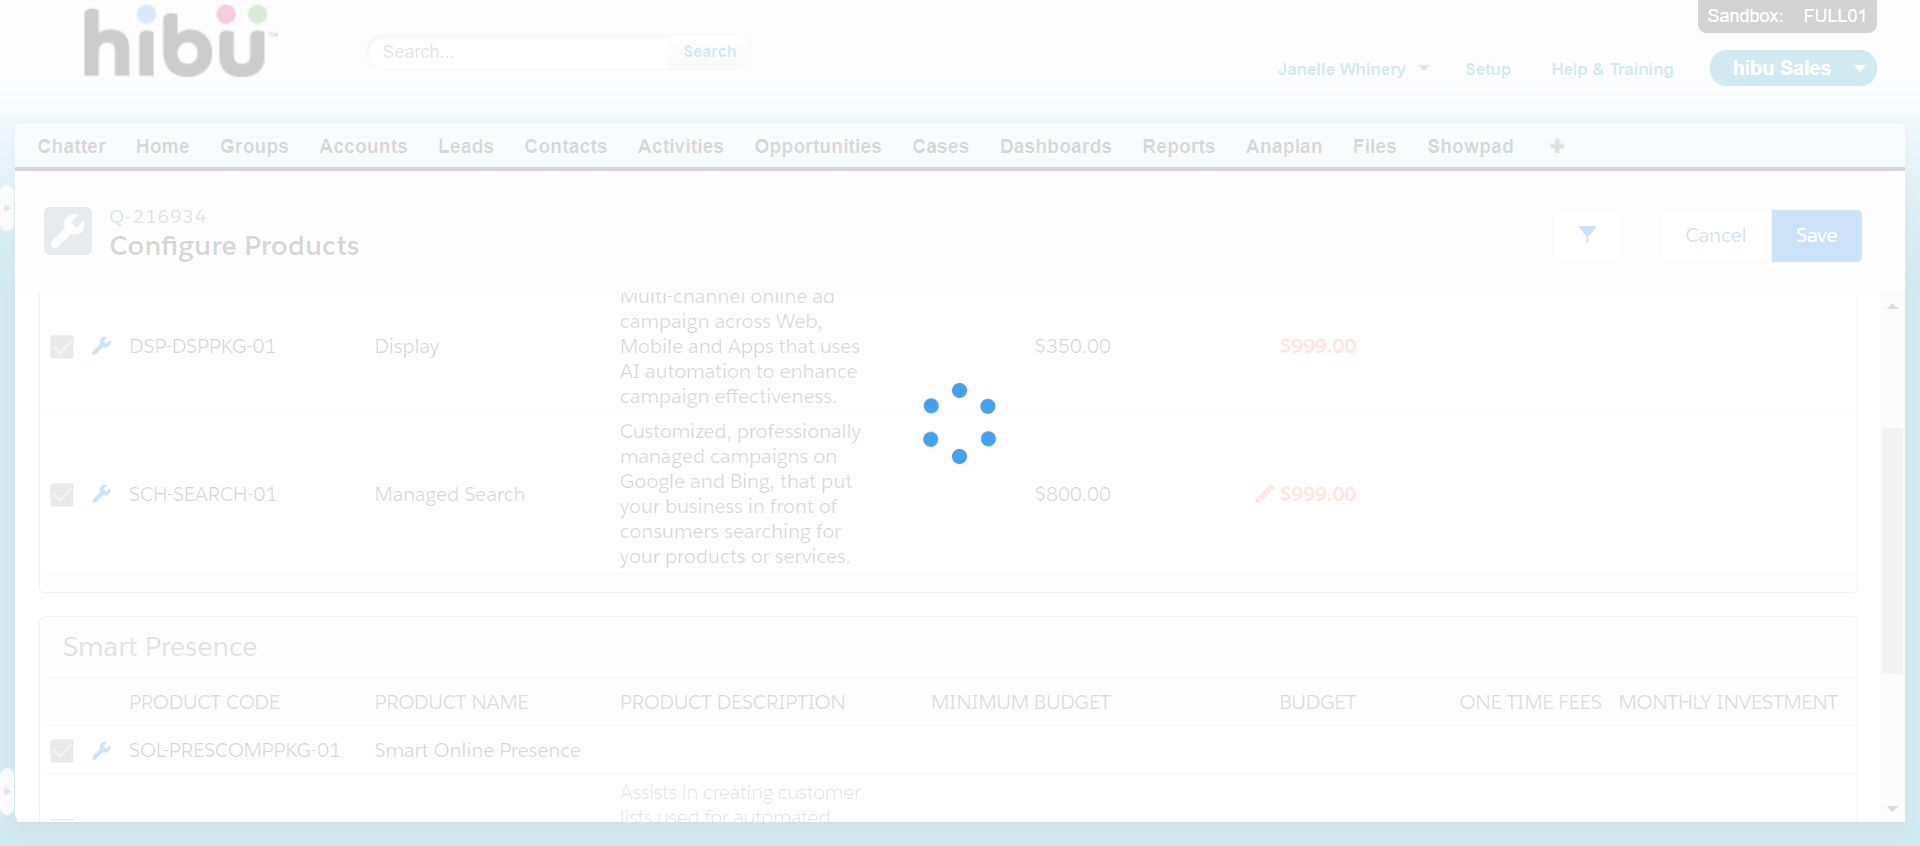 hibu™
Search...
Search
Sandbox: FULL01
Janelle Whinery
Setup
Help & Training
hibu Sales
Chatter Home Groups Accounts Leads Contacts Activities Opportunities Cases Dashboards Reports Anaplan Files Showpad
Q-216934
Configure Products
Cancel
Save
Multi-channel online ad
campaign across Web,
DSP-DSPPKG-01 Display Mobile and Apps that uses $350.00 $999.00
AI automation to enhance
campaign effectiveness.
Customized, professionally
managed campaigns on
Google and Bing, that put
SCH-SEARCH-01 Managed Search your business in front of $800.00 $999.00
consumers searching for
your products or services.
Smart Presence
PRODUCT CODE PRODUCT NAME PRODUCT DESCRIPTION MINIMUM BUDGET BUDGET ONE TIME FEES MONTHLY INVESTMENT
SOL-PRESCOMPPKG-01 Smart Online Presence
Assists in creating customer
lists used for automated